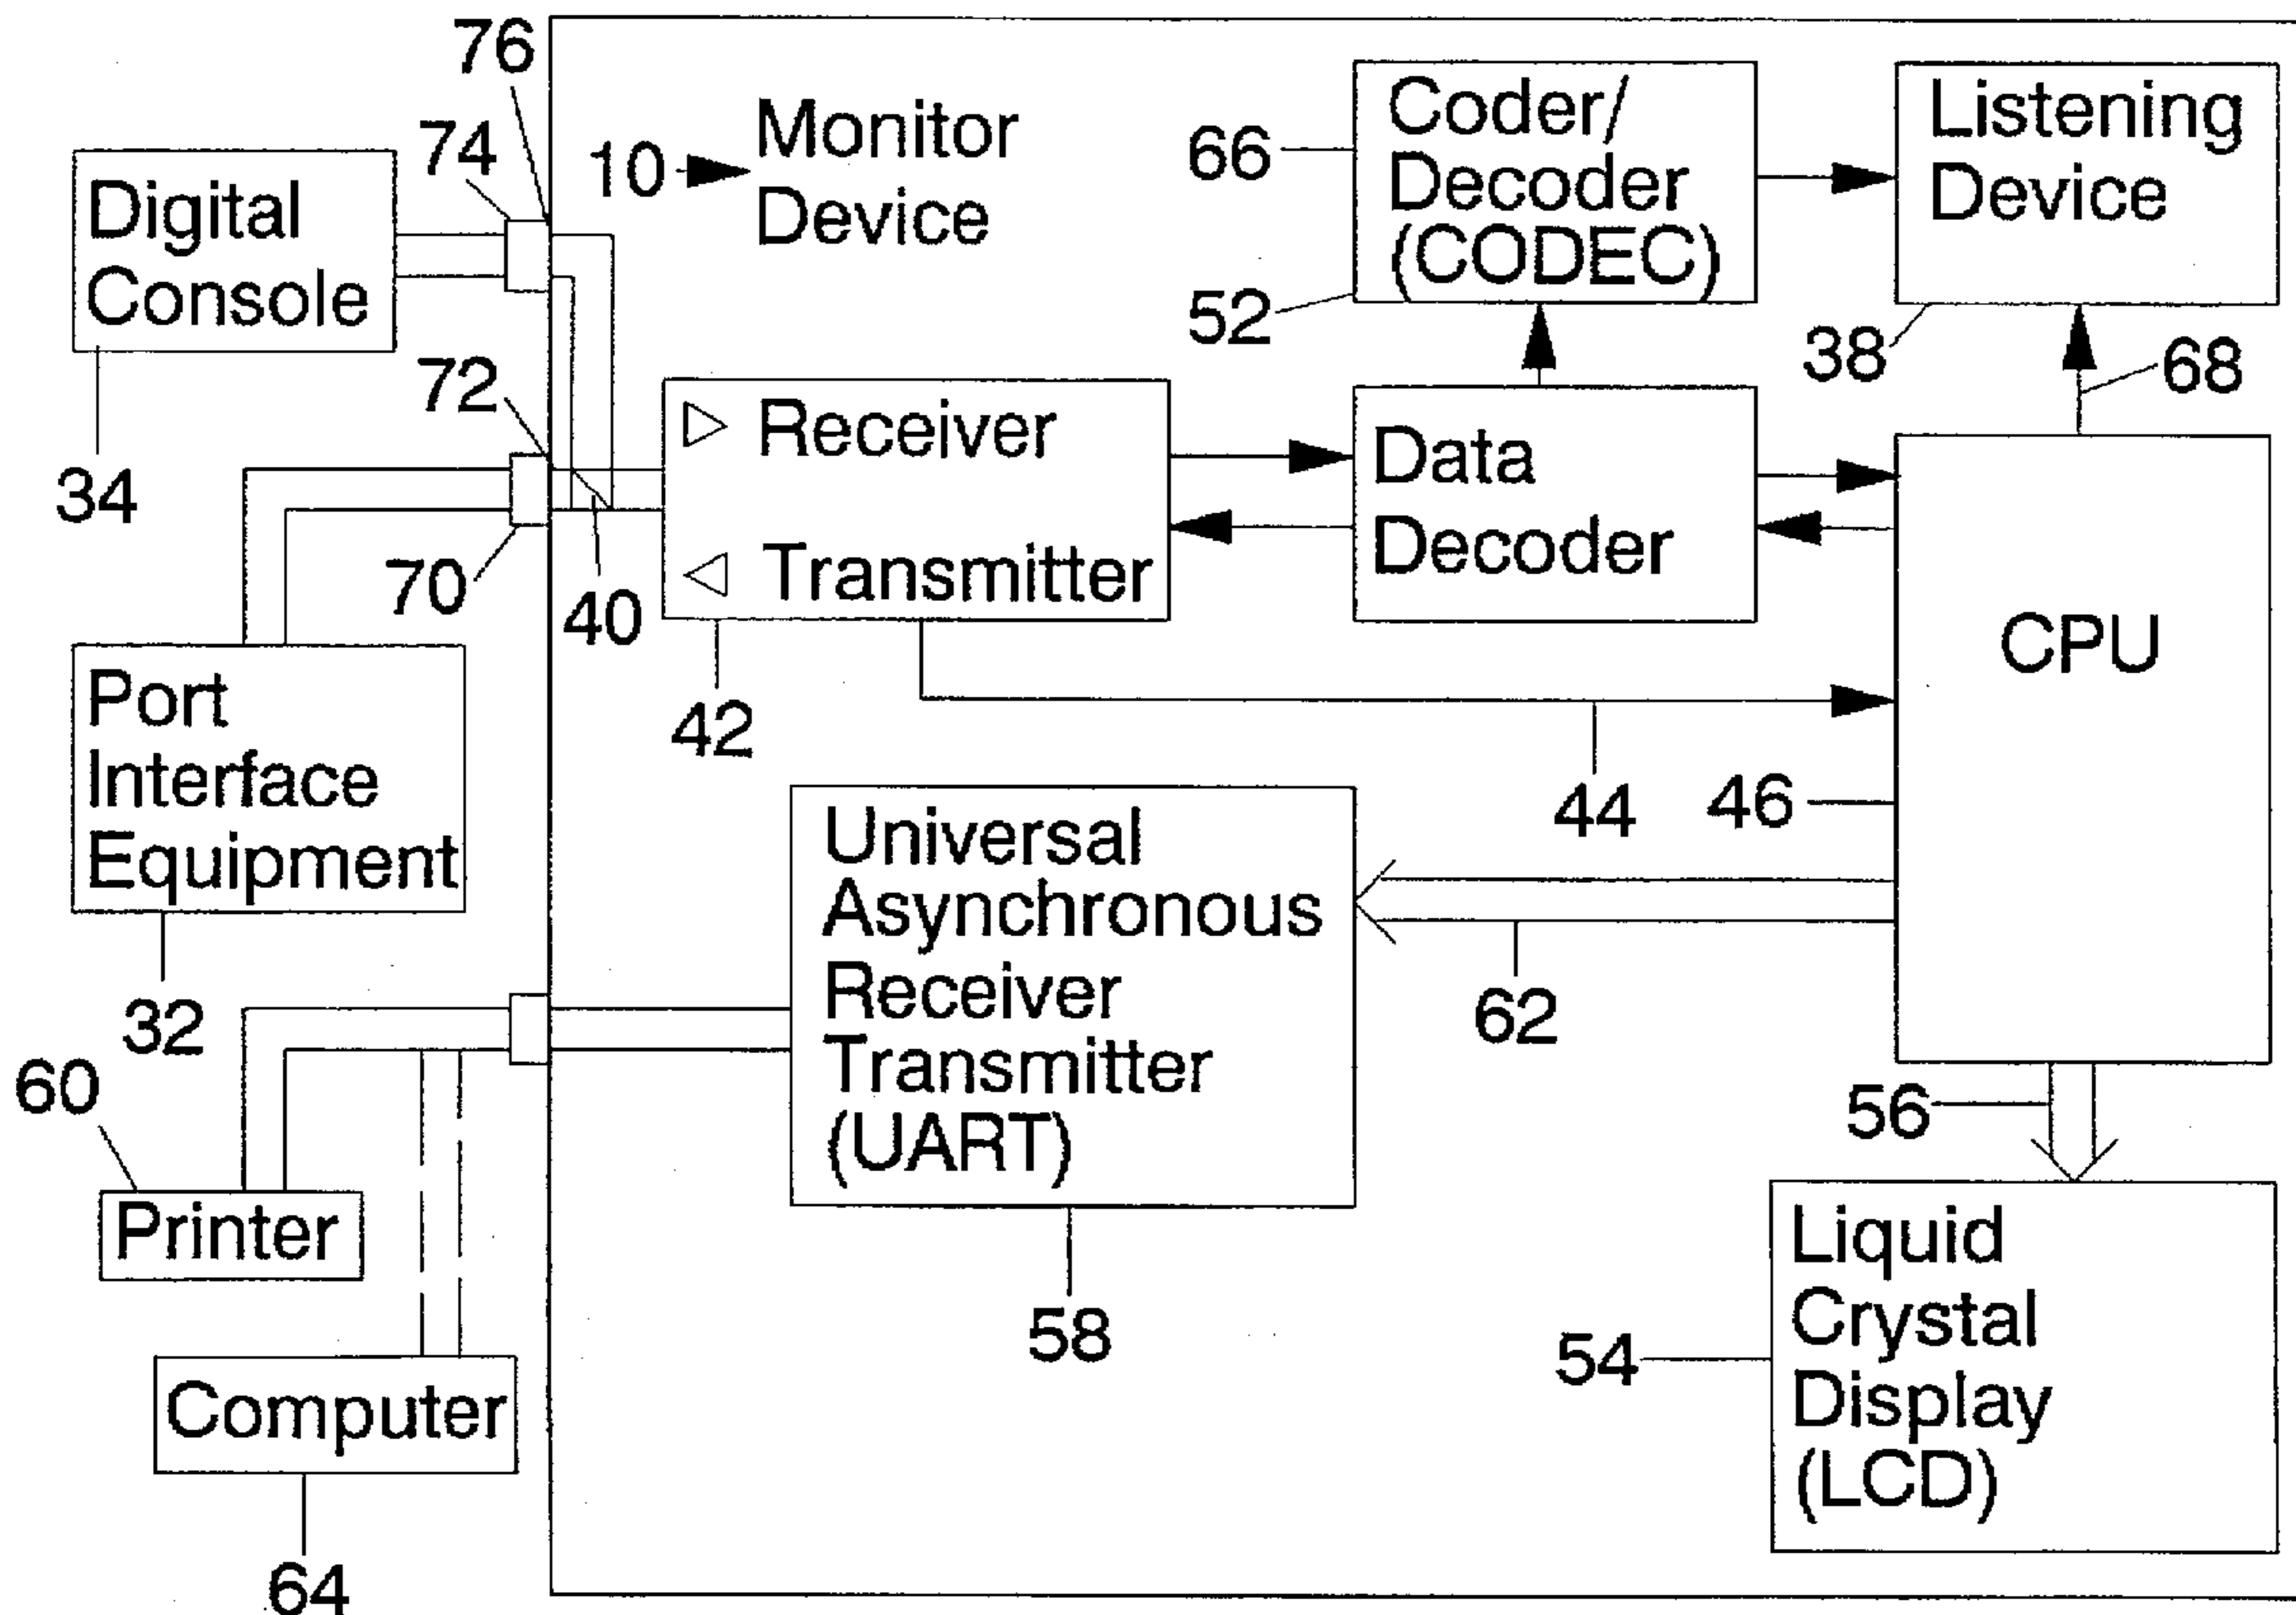 76
74
10
Monitor
Device
66
Coder/
Decoder
(CODEC)
52
Listening
Device
38
68
Digital
Console
34
72
70
40
Receiver
Transmitter
42
Data
Decoder
CPU
44
46
Port
Interface
Equipment
32
Universal
Asynchronous
Receiver
Transmitter
(UART)
58
62
56
60
Printer
Computer
64
54
Liquid
Crystal
Display
(LCD)